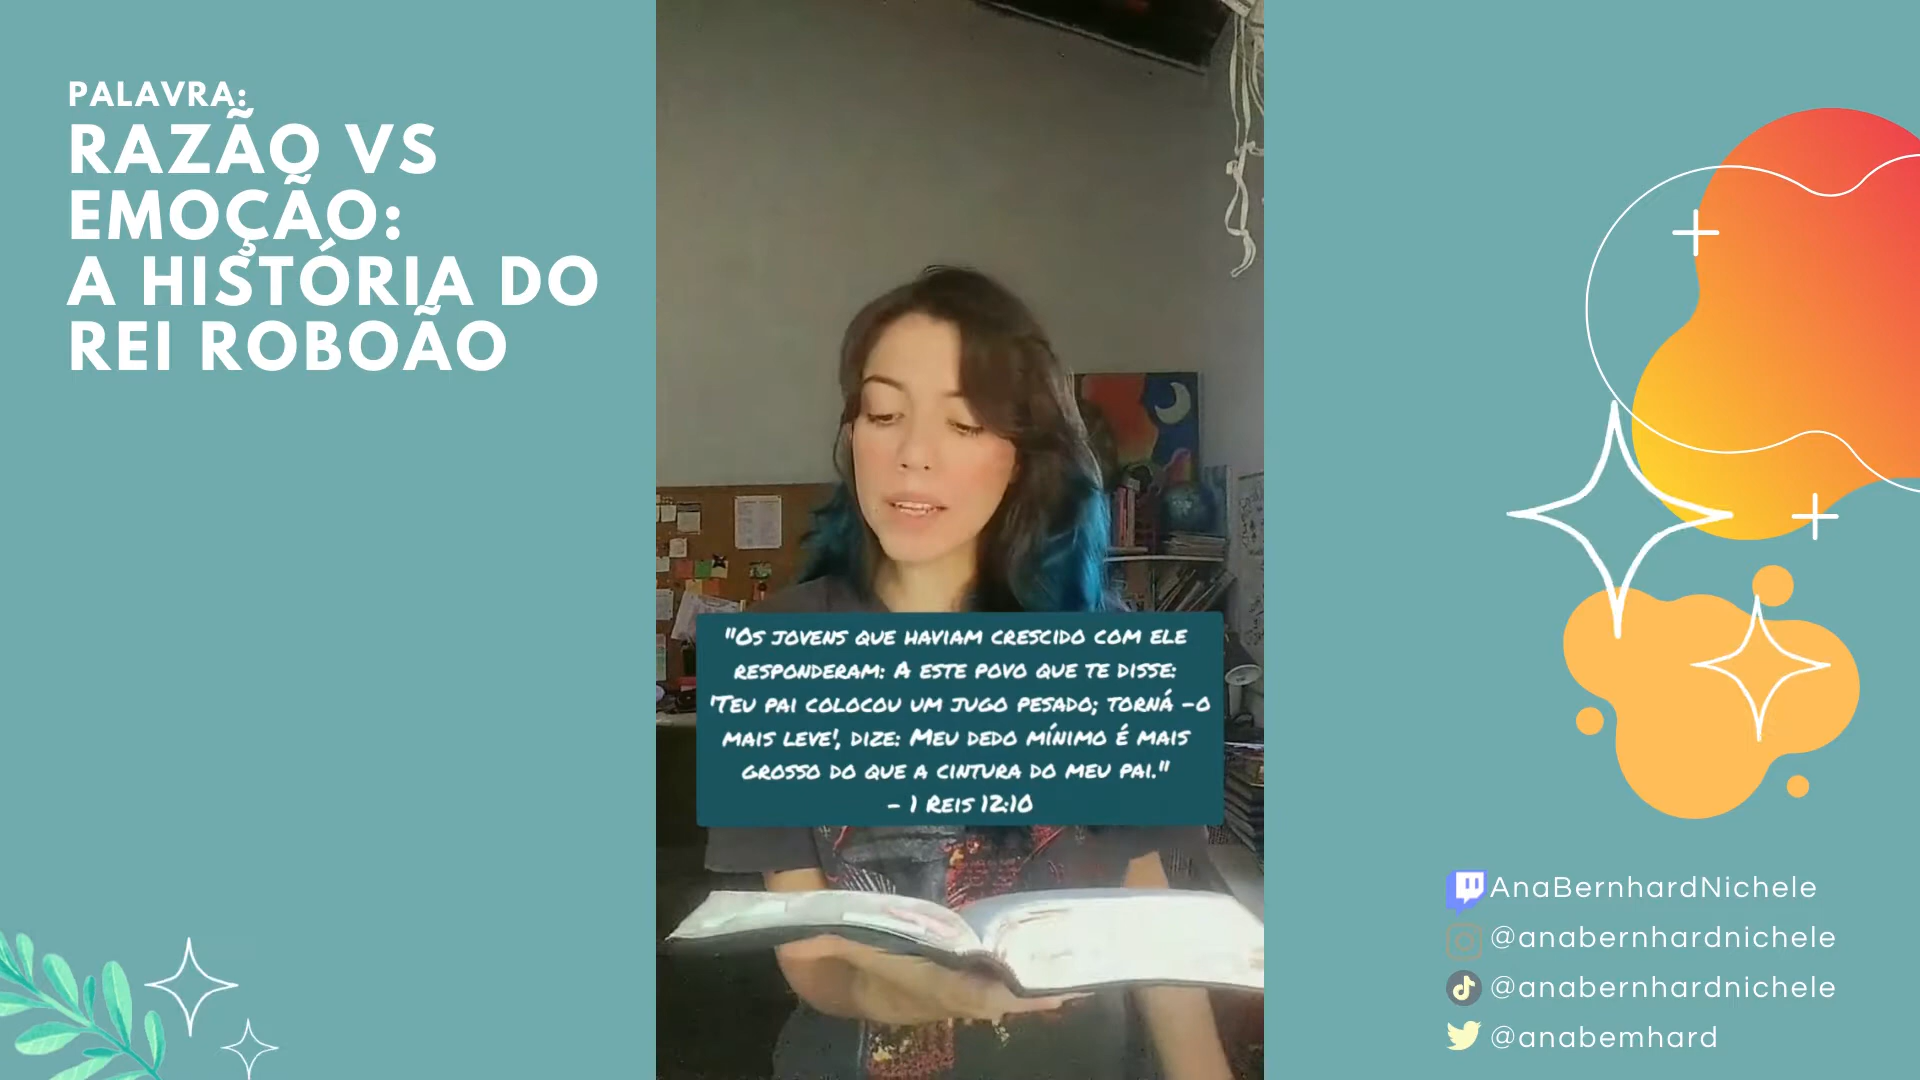 PALAVRA:
RAZÃO VS
EMOÇÃO:
A HISTÓRIA DO
REI ROBOÃO
"Os jovens que haviam crescido com ele
responderam: A este povo que te disse:
'Teu pai colocou um jugo pesado; torná -o
mais leve', dize: Meu dedo mínimo é mais
grosso do que a cintura do meu pai."
- 1 Reis 12:10
AnaBernhardNichele
@anabernhardnichele
@anabernhardnichele
@anabemhard